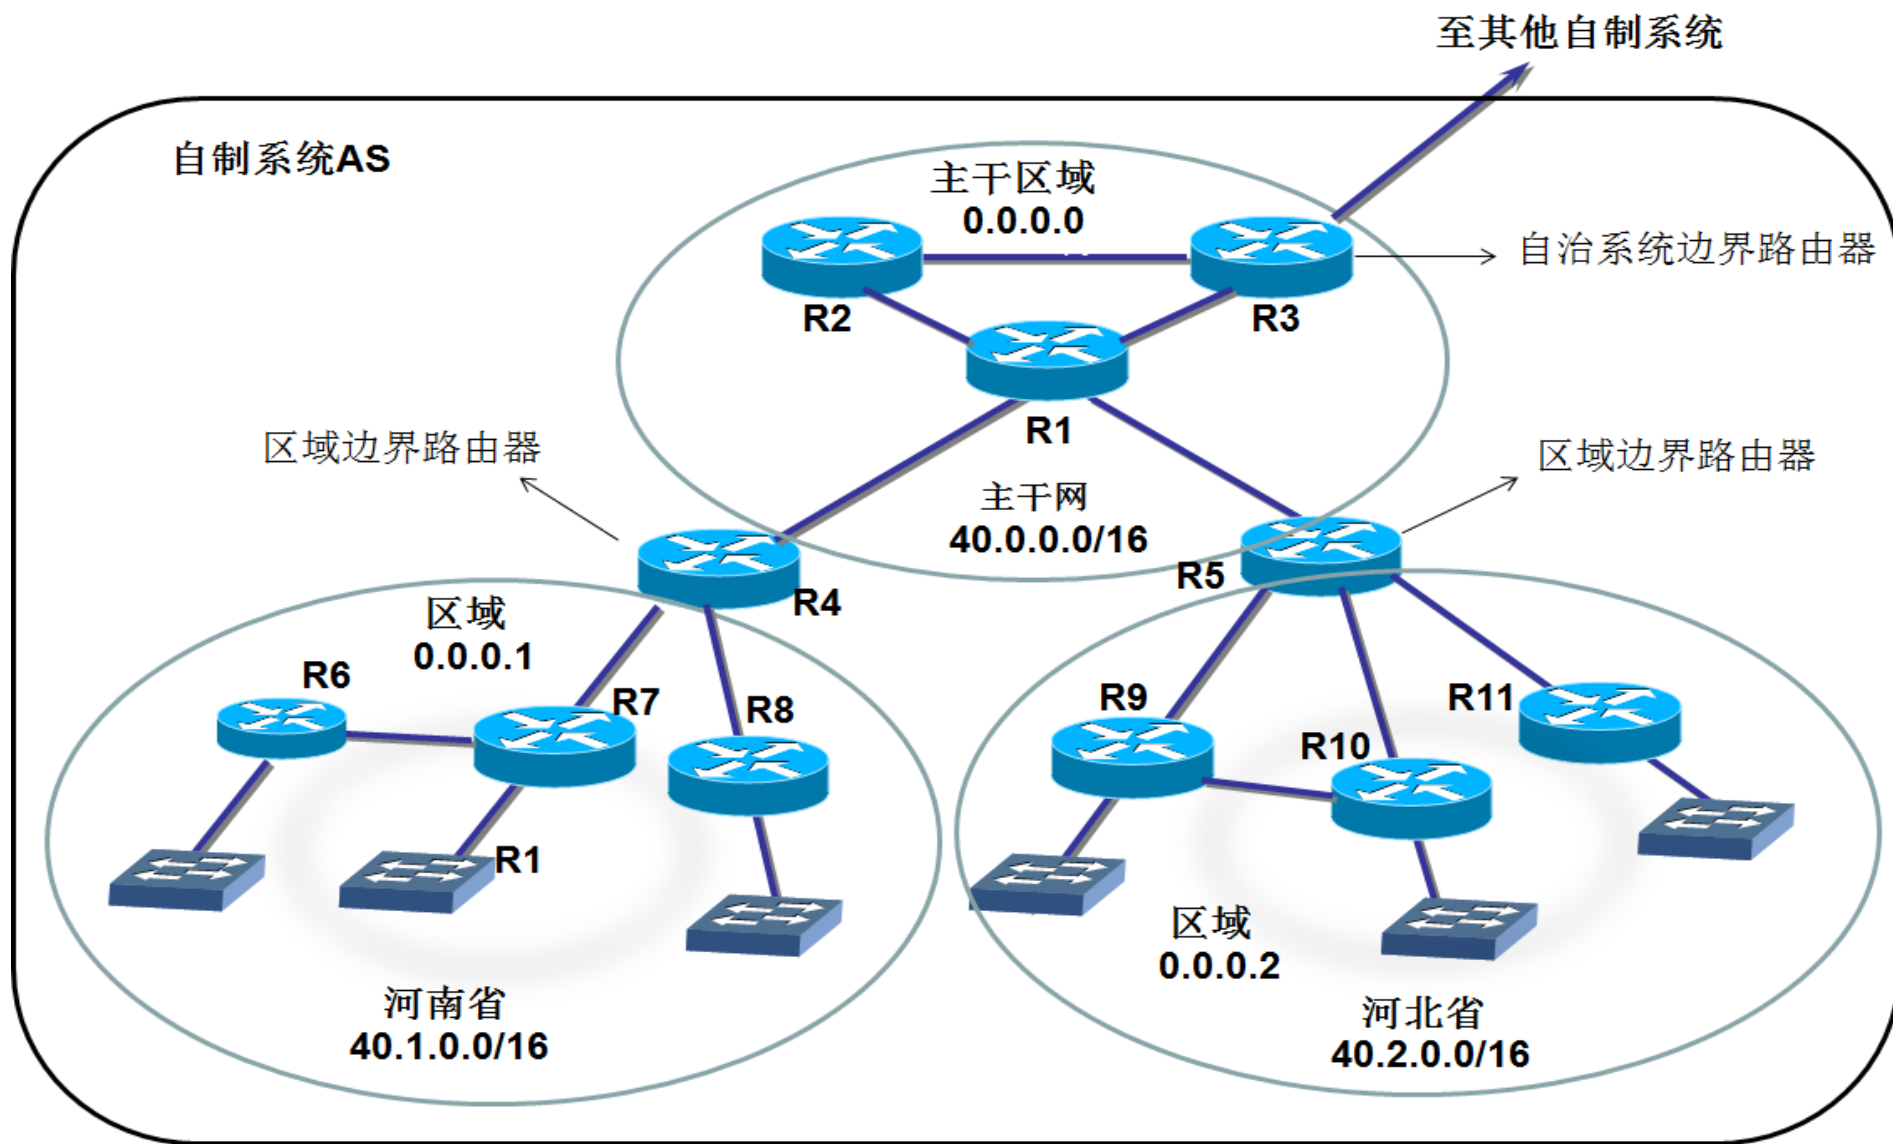 至其他自制系统
自制系统AS
主干区域
0.0.0.0
自治系统边界路由器
R2
R3
R1
区域边界路由器
区域边界路由器
主干网
40.0.0.0/16
R4
R5
区域
0.0.0.1
R6
R7
R8
R9
R10
R11
R1
区域
0.0.0.2
河南省
40.1.0.0/16
河北省
40.2.0.0/16